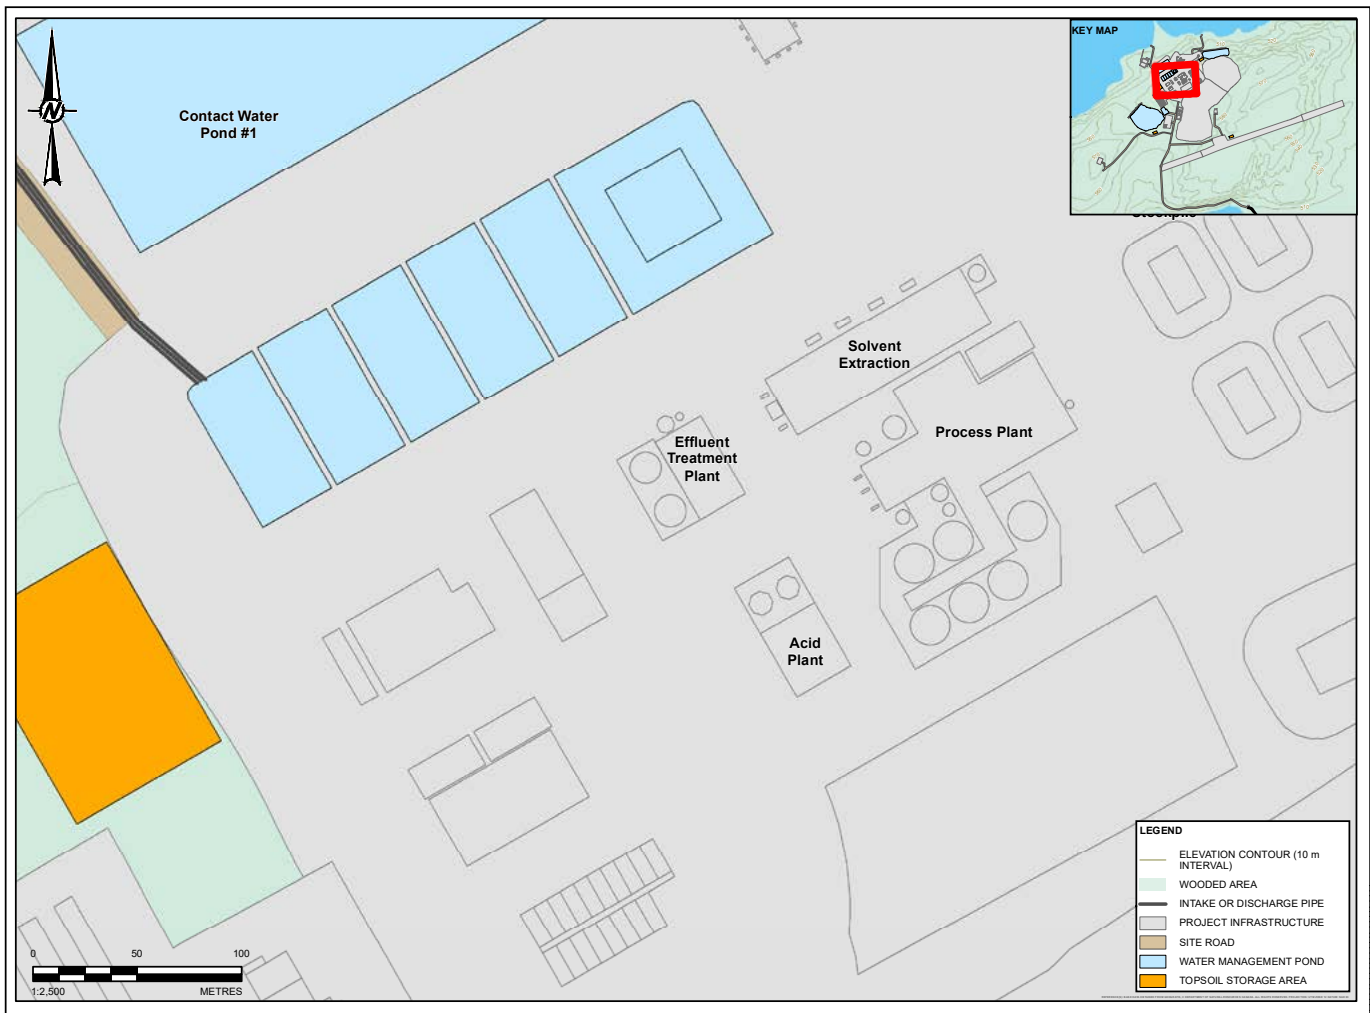 KEY MAP
N
Contact Water
Pond #1
Solvent
Extraction
Process Plant
Effluent
Treatment
Plant
Acid
Plant
LEGEND
ELEVATION CONTOUR (10 m
INTERVAL)
WOODED AREA
INTAKE OR DISCHARGE PIPE
PROJECT INFRASTRUCTURE
SITE ROAD
WATER MANAGEMENT POND
TOPSOIL STORAGE AREA
0 50 100
1:2,500 METRES